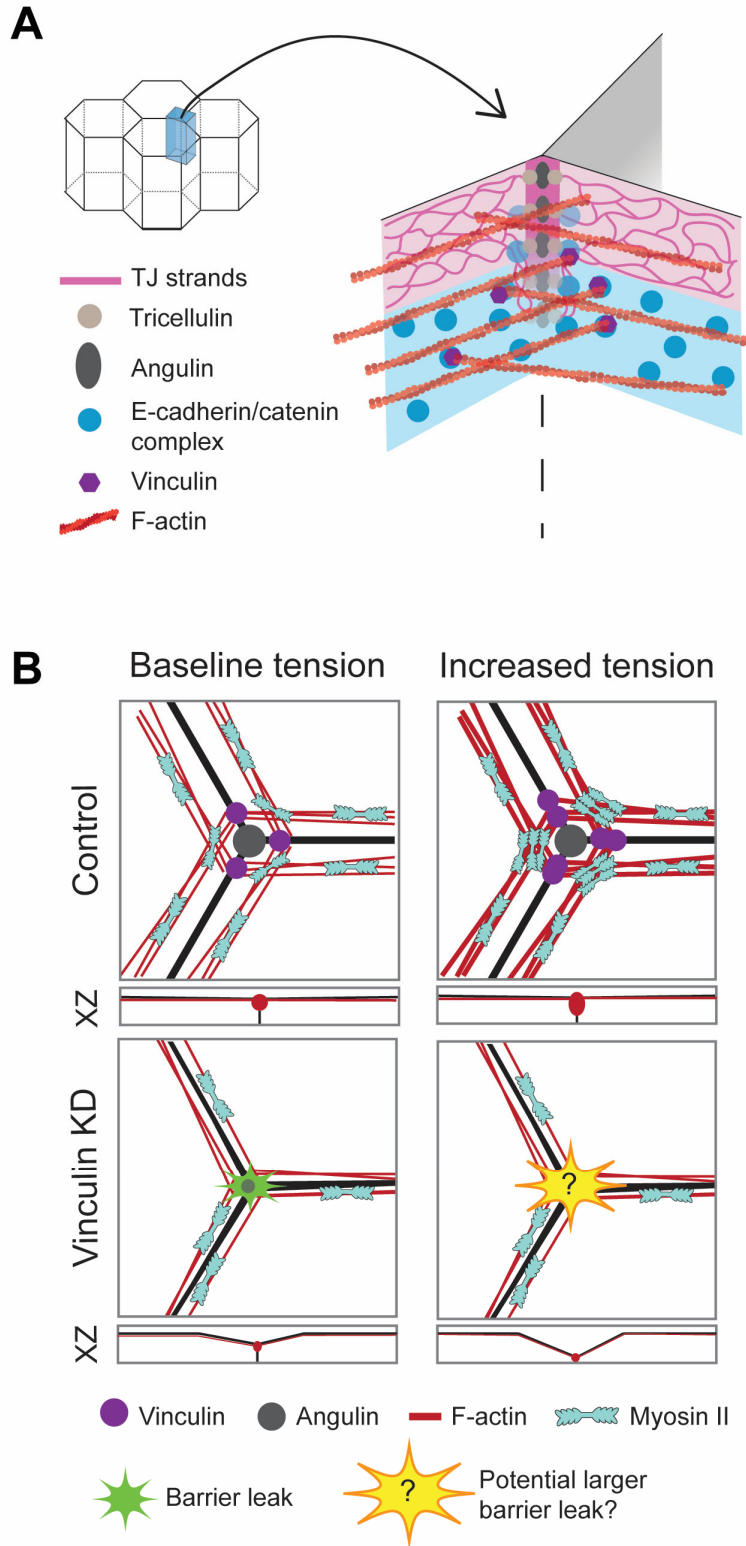 A
TJ strands
Tricellulin
Angulin
E-cadherin/catenin
complex
Vinculin
F-actin
B
Baseline tension
Increased tension
Control
XZ
Vinculin KD
?
XZ
Vinculin
Angulin
F-actin
Myosin II
Barrier leak
?
Potential larger
barrier leak?